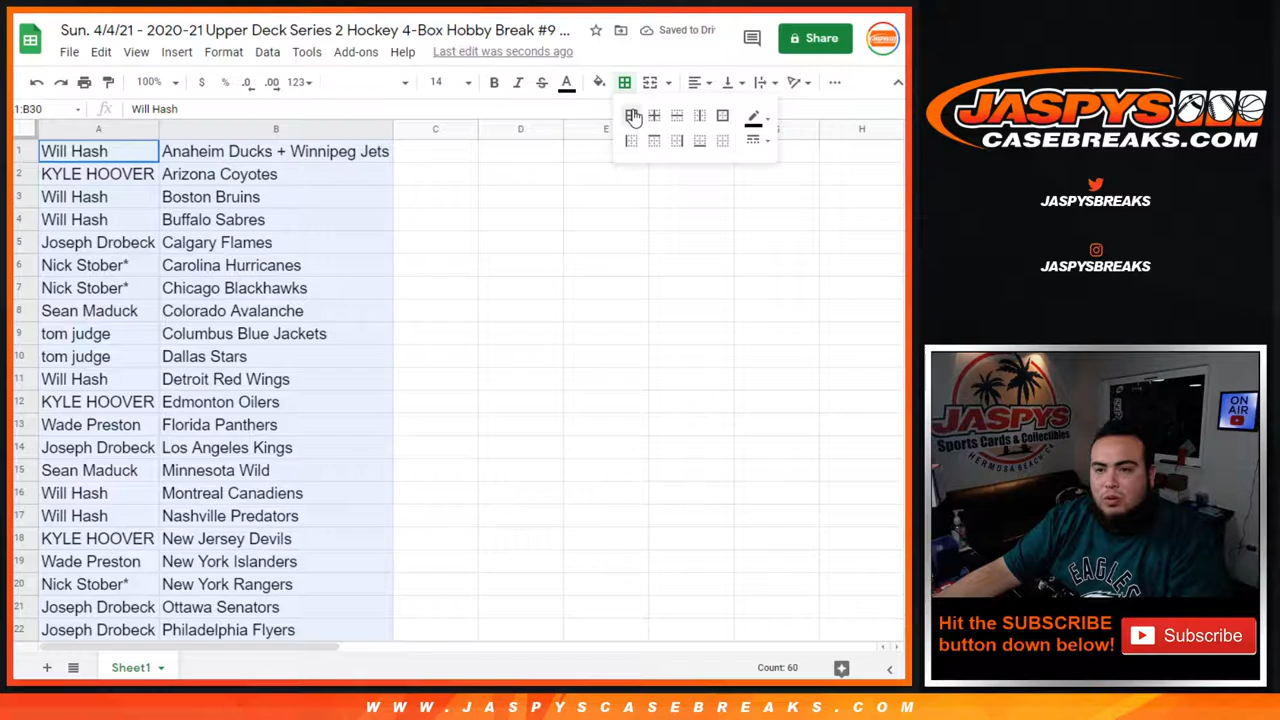 Sun. 4/4/21 - 2020-21 Upper Deck Series 2 Hockey 4-Box Hobby Break #9 ...
Saved to Dri
Share
File Edit View Format Data Tools Add-ons Help Last edit was seconds ago
100% $ % .0 .00 123 14 B I S A
1:B30 fx Will Hash
A B C D E H
1 Will Hash Anaheim Ducks + Winnipeg Jets
2 KYLE HOOVER Arizona Coyotes
3 Will Hash Boston Bruins
4 Will Hash Buffalo Sabres
5 Joseph Drobeck Calgary Flames
6 Nick Stober* Carolina Hurricanes
7 Nick Stober* Chicago Blackhawks
8 Sean Maduck Colorado Avalanche
9 tom judge Columbus Blue Jackets
10 tom judge Dallas Stars
11 Will Hash Detroit Red Wings
12 KYLE HOOVER Edmonton Oilers
13 Wade Preston Florida Panthers
14 Joseph Drobeck Los Angeles Kings
15 Sean Maduck Minnesota Wild
16 Will Hash Montreal Canadiens
17 Will Hash Nashville Predators
18 KYLE HOOVER New Jersey Devils
19 Wade Preston New York Islanders
20 Nick Stober* New York Rangers
21 Joseph Drobeck Ottawa Senators
22 Joseph Drobeck Philadelphia Flyers
Sheet1
Count: 60
JASPYS
CASEBREAKS.COM
JASPYSBREAKS
JASPYSBREAKS
JASPYS
Sports Cards & Collectibles
HERMOSA BEACH
ON
AIR
EAGLES
Hit the SUBSCRIBE
button down below!
Subscribe
WWW.JASPYSCASEBREAKS.COM